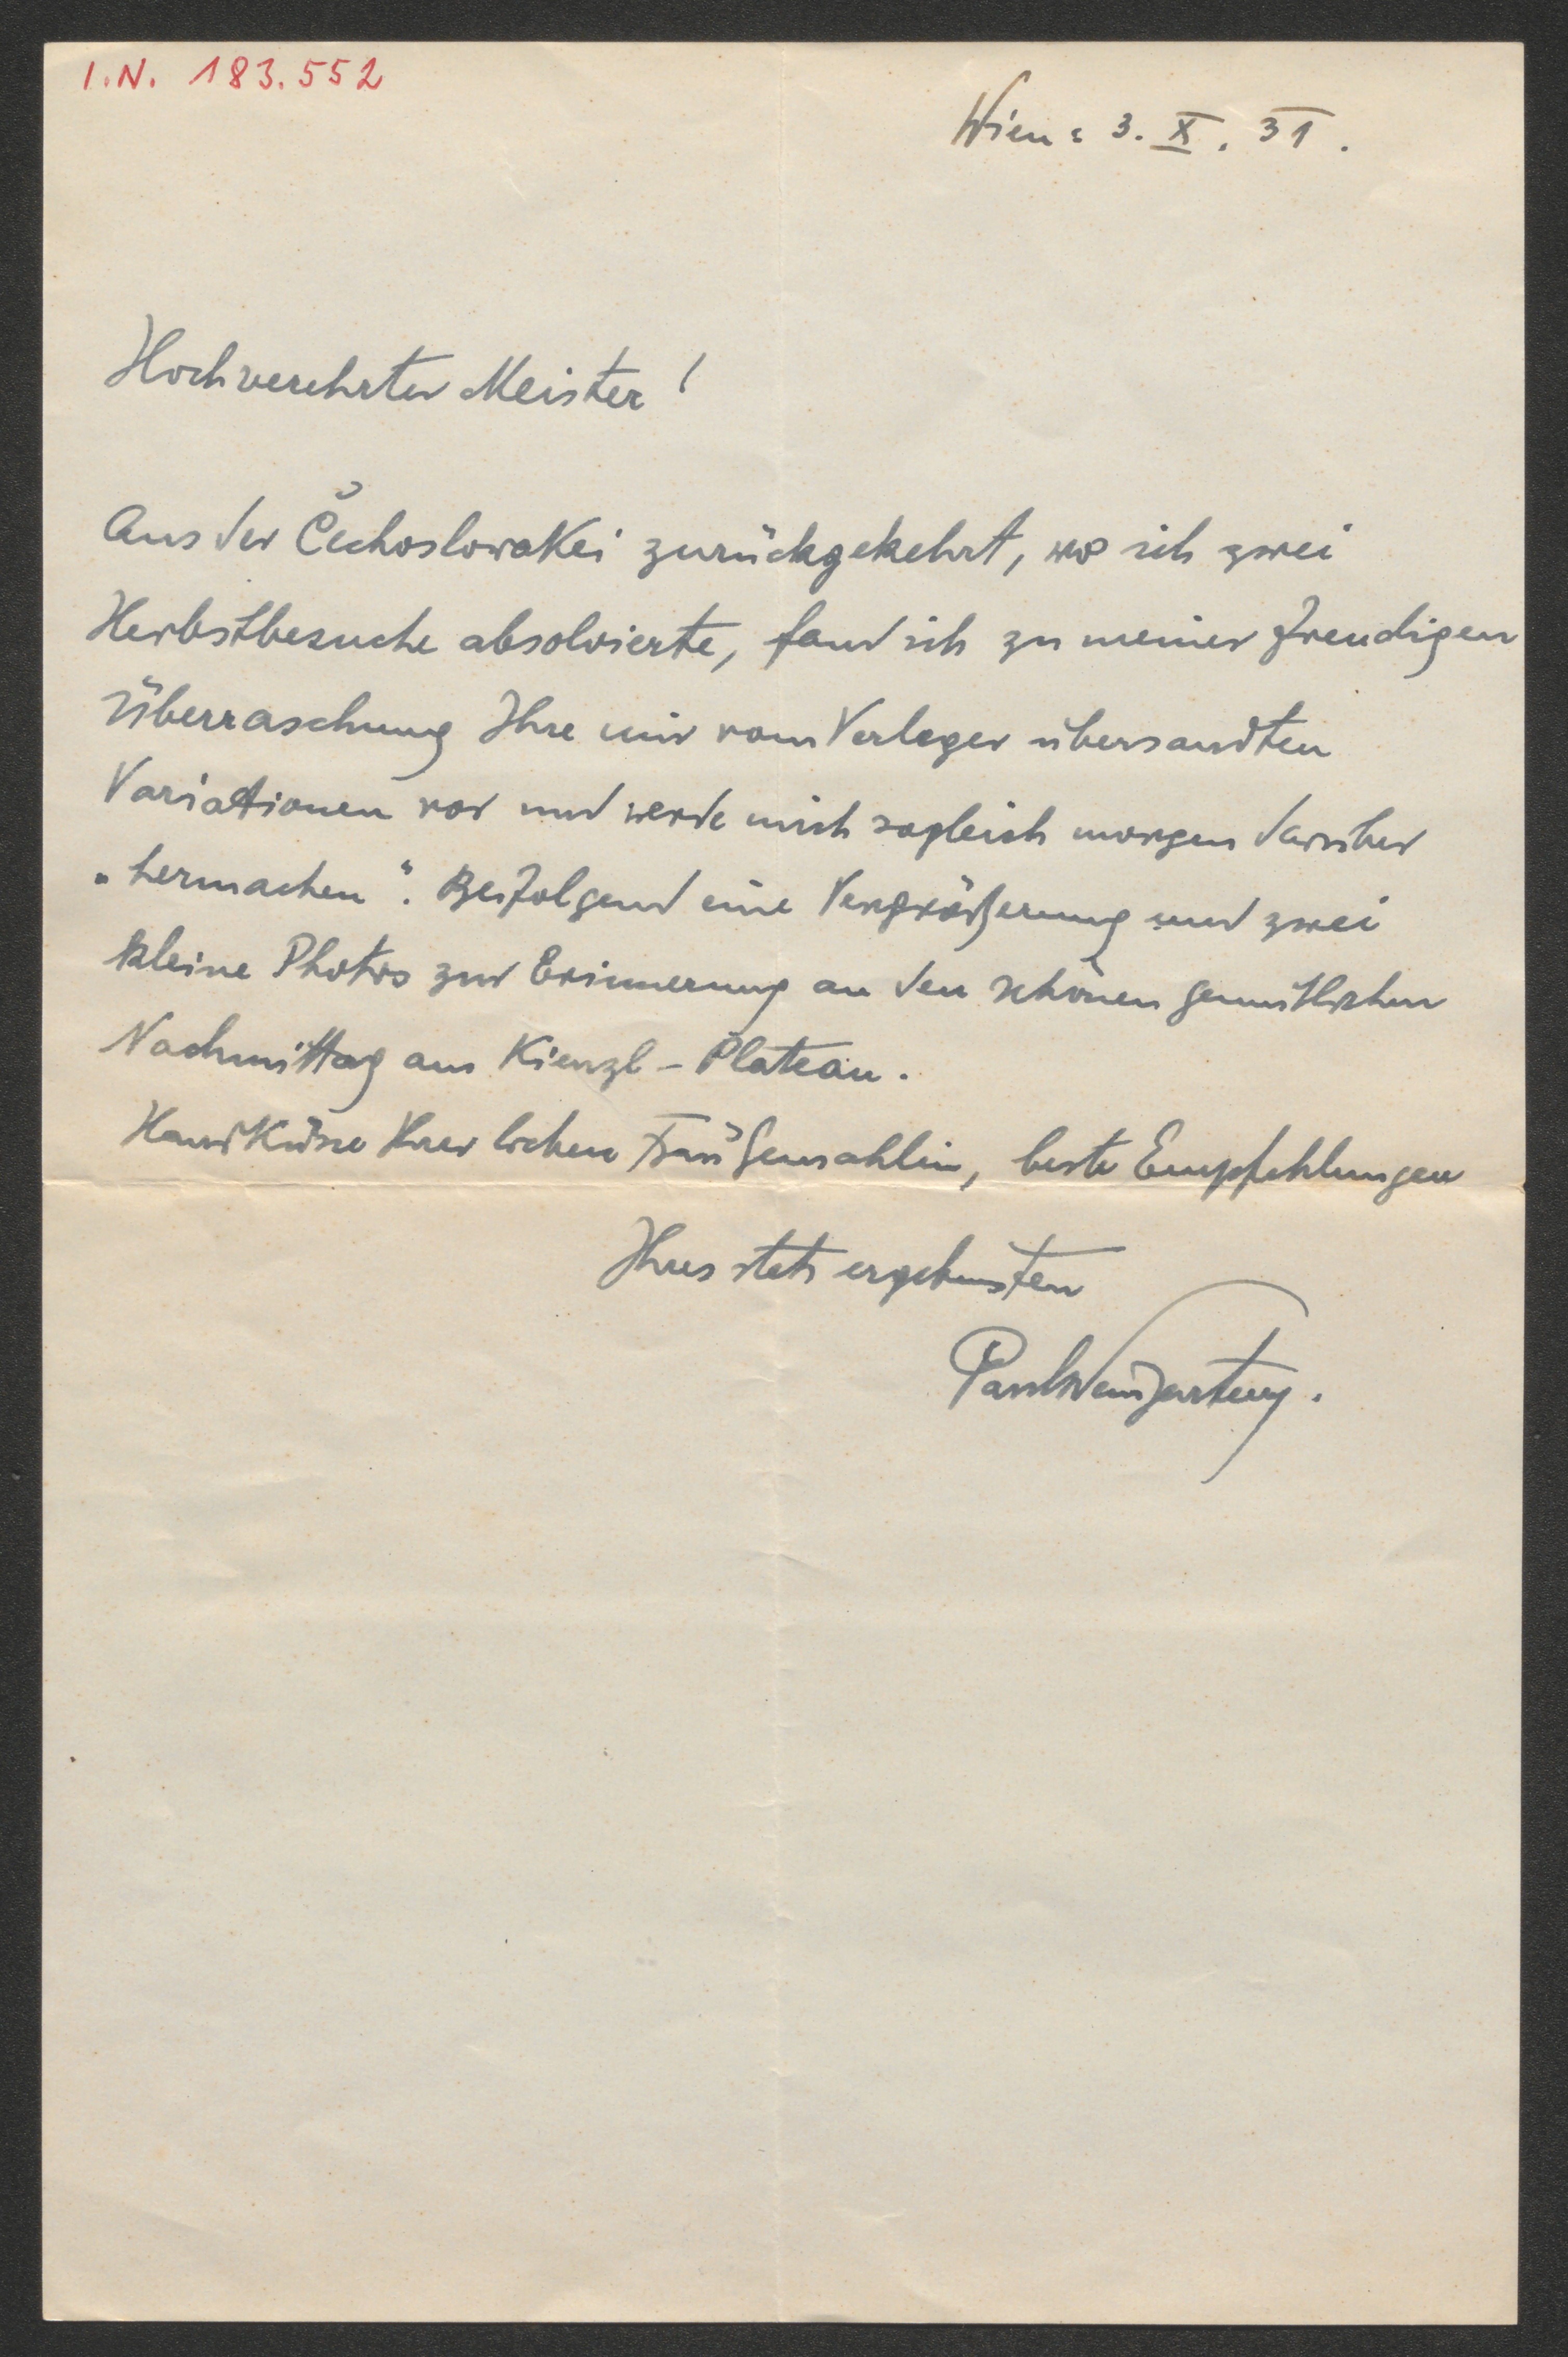 I.N. 183.552
Wien: 3. X. 31.
Hochverehrter Meister!
Aus der Čechoslowakei zurückgekehrt, wo ich zwei
Herbstbesuche absolvierte, fand ich zu meiner freudigen
Überraschung Ihre mir vom Verleger übersandten
Variationen vor und werde mich sogleich morgen darüber
„hermachen“. Beifolgend eine Vergrößerung und zwei
kleine Photos zur Erinnerung an den schönen gemütlichen
Nachmittag am Kienzl-Plateau.
Handküsse Ihrer lieben Frau Gemahlin, beste Empfehlungen
Ihres stets ergebensten
Paul Weingarten.